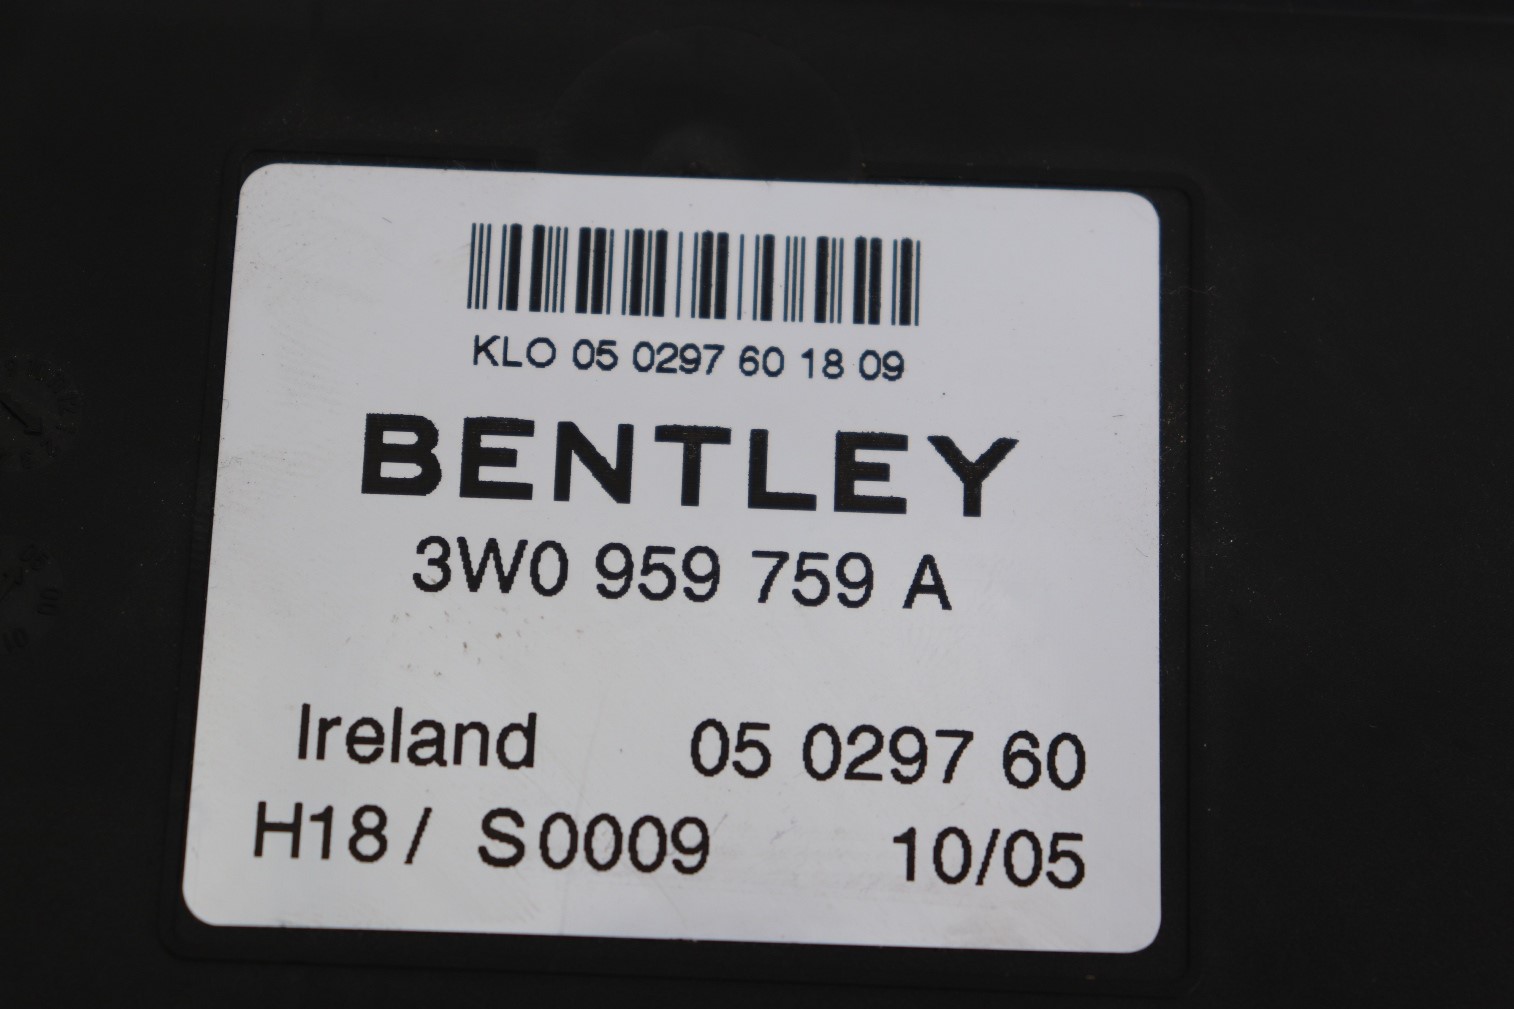 KLO 05 0297 60 18 09
BENTLEY
3W0 959 759 A
Ireland 05 0297 60
H18/ S0009 10/05